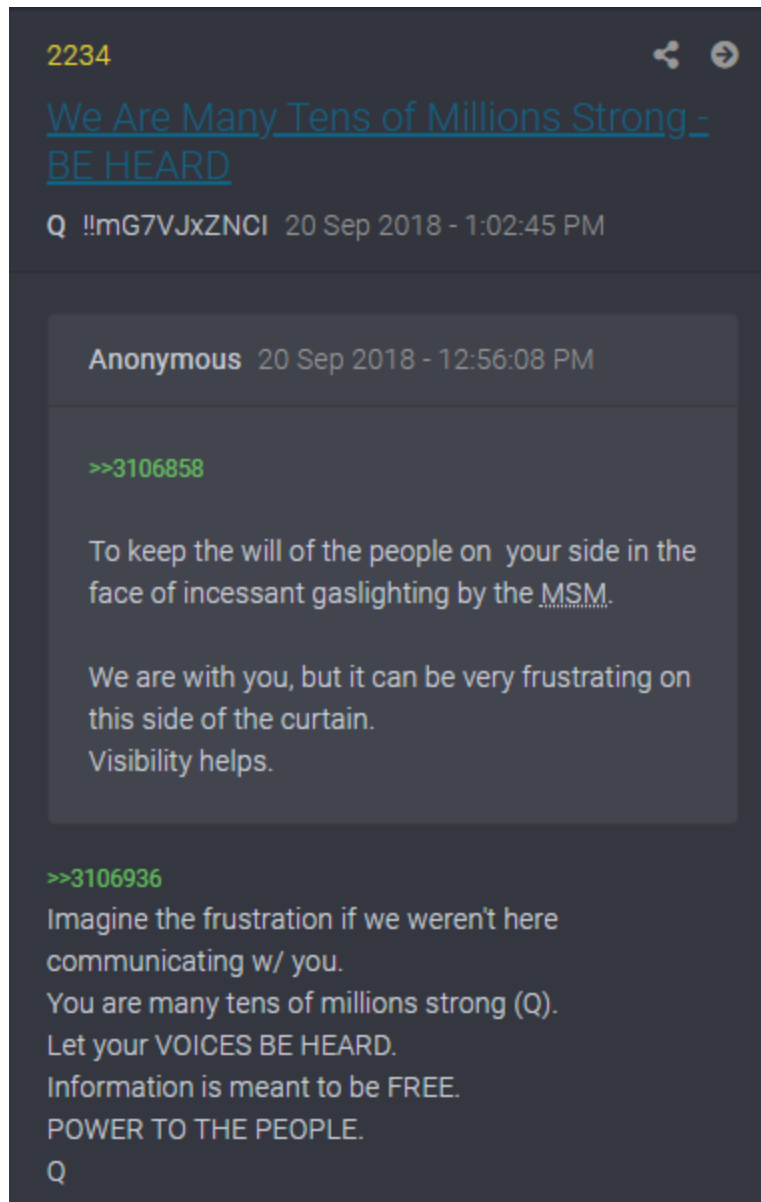 2234
We Are Many Tens of Millions Strong -
BE HEARD
Q !!mG7VJxZNCI 20 Sep 2018 - 1:02:45 PM
Anonymous 20 Sep 2018 - 12:56:08 PM
>>3106858
To keep the will of the people on  your side in the
face of incessant gaslighting by the MSM.
We are with you, but it can be very frustrating on
this side of the curtain.
Visibility helps.
>>3106936
Imagine the frustration if we weren't here
communicating w/ you.
You are many tens of millions strong (Q).
Let your VOICES BE HEARD.
Information is meant to be FREE.
POWER TO THE PEOPLE.
Q